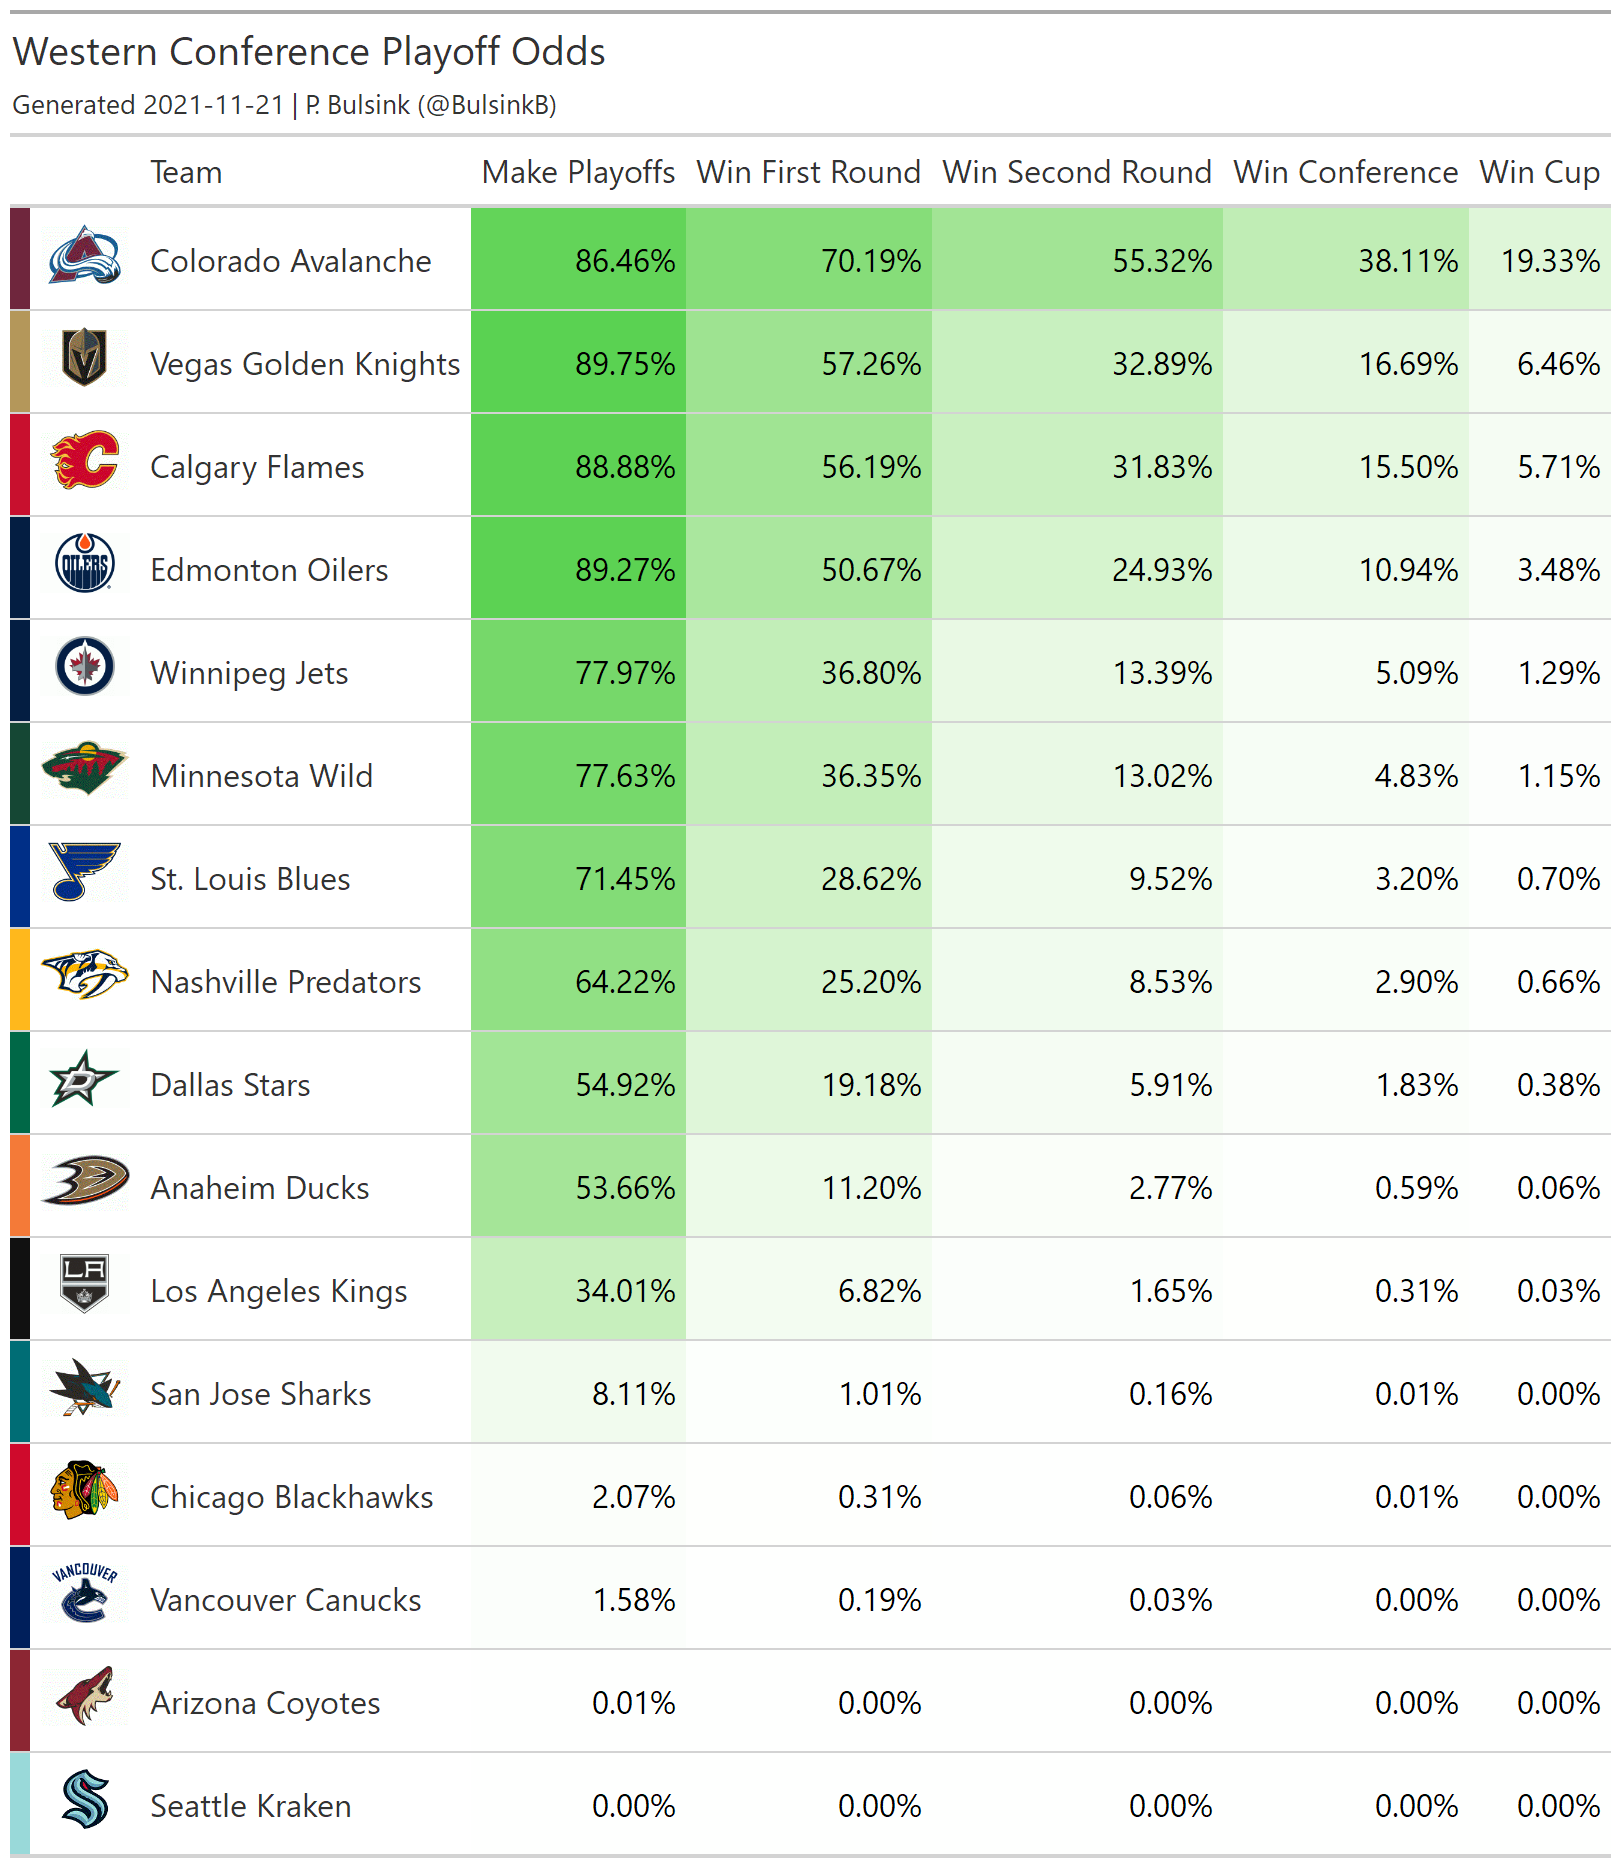 Western Conference Playoff Odds
Generated 2021-11-21 | P. Bulsink (@BulsinkB)
Team Make Playoffs Win First Round Win Second Round Win Conference Win Cup
Colorado Avalanche 86.46% 70.19% 55.32% 38.11% 19.33%
Vegas Golden Knights 89.75% 57.26% 32.89% 16.69% 6.46%
Calgary Flames 88.88% 56.19% 31.83% 15.50% 5.71%
OILERS
Edmonton Oilers 89.27% 50.67% 24.93% 10.94% 3.48%
Winnipeg Jets 77.97% 36.80% 13.39% 5.09% 1.29%
Minnesota Wild 77.63% 36.35% 13.02% 4.83% 1.15%
St. Louis Blues 71.45% 28.62% 9.52% 3.20% 0.70%
Nashville Predators 64.22% 25.20% 8.53% 2.90% 0.66%
D
Dallas Stars 54.92% 19.18% 5.91% 1.83% 0.38%
Anaheim Ducks 53.66% 11.20% 2.77% 0.59% 0.06%
LA
Los Angeles Kings 34.01% 6.82% 1.65% 0.31% 0.03%
San Jose Sharks 8.11% 1.01% 0.16% 0.01% 0.00%
Chicago Blackhawks 2.07% 0.31% 0.06% 0.01% 0.00%
VANCOUVER
Vancouver Canucks 1.58% 0.19% 0.03% 0.00% 0.00%
Arizona Coyotes 0.01% 0.00% 0.00% 0.00% 0.00%
Seattle Kraken 0.00% 0.00% 0.00% 0.00% 0.00%